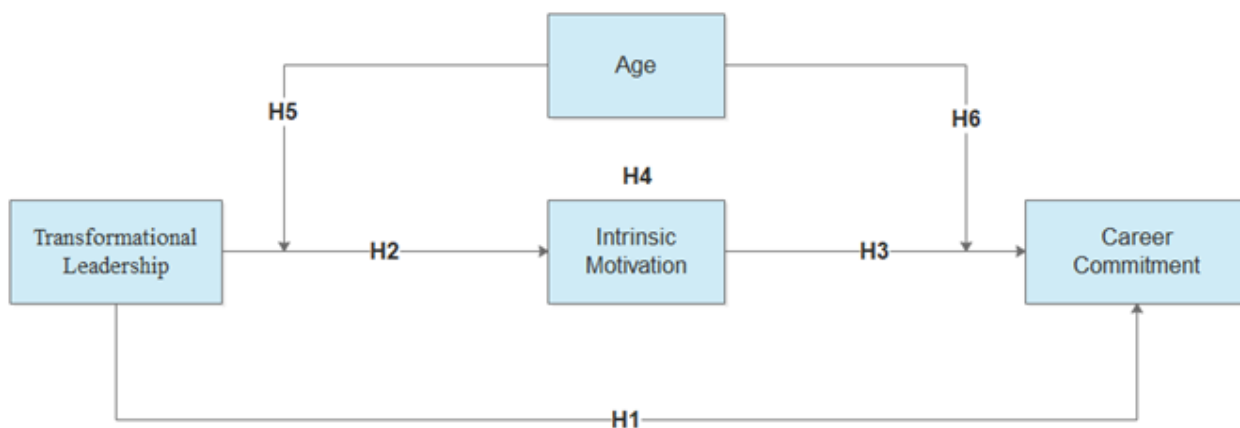 Age
H5
H6
H4
Transformational
Leadership
H2
Intrinsic
Motivation
H3
Career
Commitment
H1